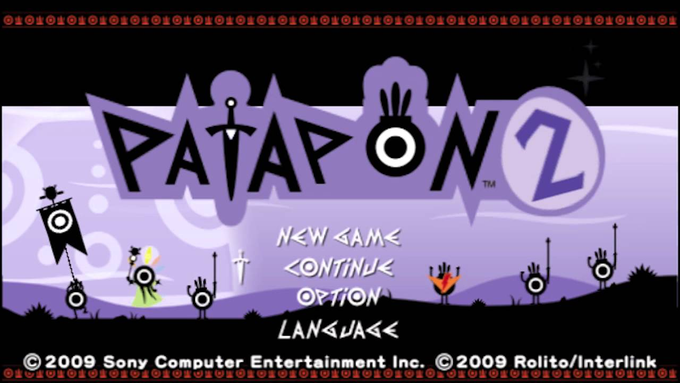 PATAPON 2
TM
NEW GAME
CONTINUE
OPTION
LANGUAGE
©2009 Sony Computer Entertainment Inc. ©2009 Rolito/Interlink